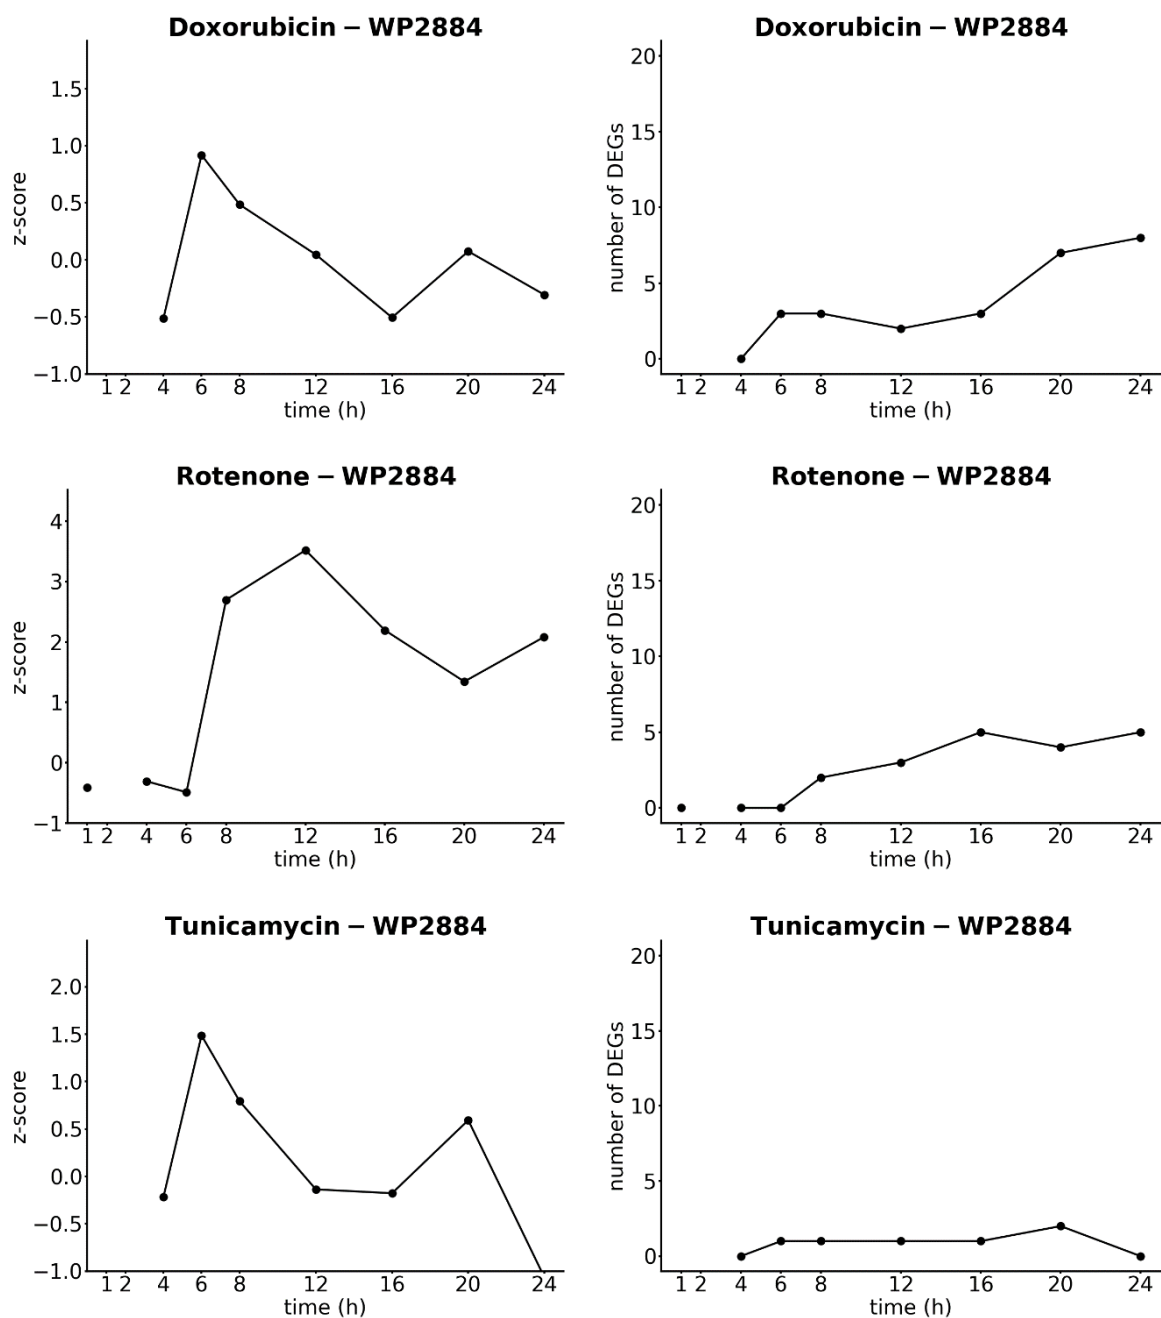 Doxorubicin – WP2884
z-score
1.5
1.0
0.5
0.0
−0.5
−1.0
1 2 4 6 8 12 16 20 24
time (h)
Doxorubicin – WP2884
number of DEGs
20
15
10
5
0
1 2 4 6 8 12 16 20 24
time (h)
Rotenone – WP2884
z-score
4
3
2
1
0
−1
1 2 4 6 8 12 16 20 24
time (h)
Rotenone – WP2884
number of DEGs
20
15
10
5
0
1 2 4 6 8 12 16 20 24
time (h)
Tunicamycin – WP2884
z-score
2.0
1.5
1.0
0.5
0.0
−0.5
−1.0
1 2 4 6 8 12 16 20 24
time (h)
Tunicamycin – WP2884
number of DEGs
20
15
10
5
0
1 2 4 6 8 12 16 20 24
time (h)